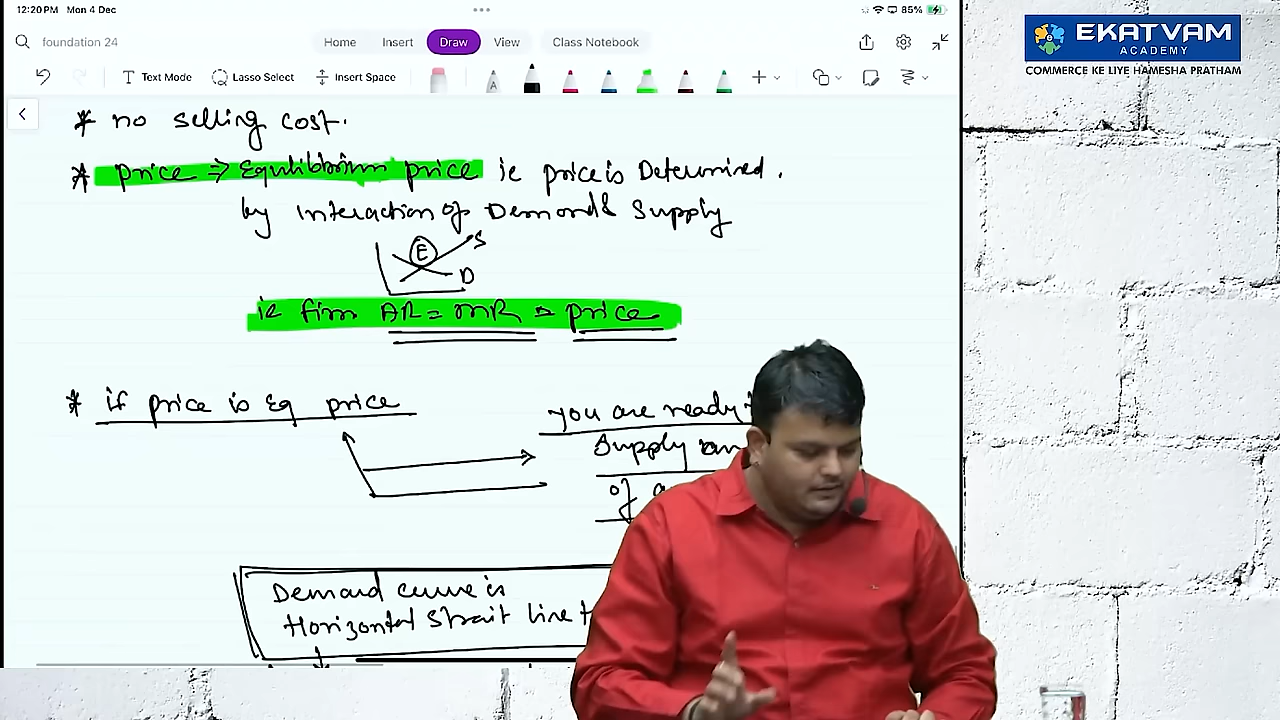 12:20 PM Mon 4 Dec
85%
EKATVAM
ACADEMY
COMMERCE KE LIYE HAMESHA PRATHAM
foundation 24
Home Insert Draw View Class Notebook
Text Mode Lasso Select Insert Space
* no selling cost.
* price ⇒ Equilibrium price ie price is Determined.
by interaction of Demand & Supply
E S
D
ie firm AR = MR = price
* if price is Eq price
you are ready
Supply
of
Demand curve is
Horizontal Strait line